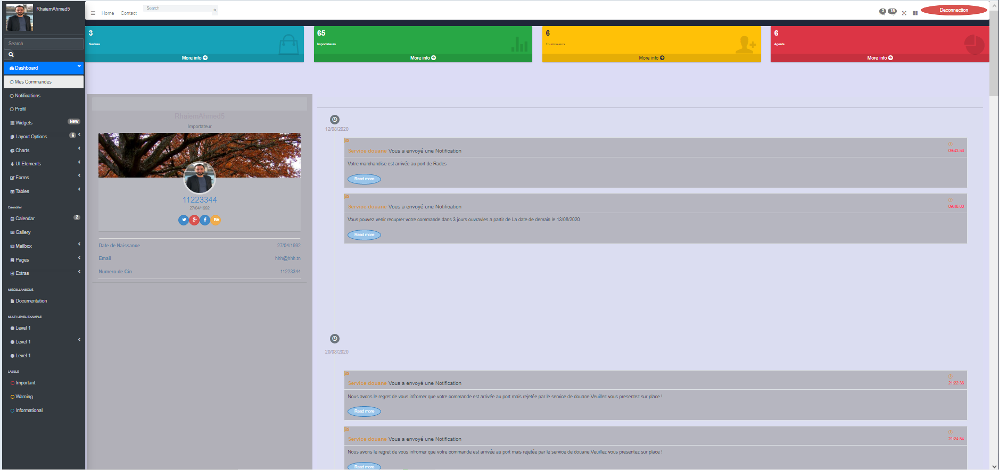 RhaiemAhmed5
Search
Dashboard
Mes Commandes
Notifications
Profil
Widgets New
Layout Options 6
Charts
UI Elements
Forms
Tables
Calendrier
Calendar 2
Gallery
Mailbox
Pages
Extras
MISCELLANEOUS
Documentation
MULTI LEVEL EXAMPLE
Level 1
Level 1
Level 1
LABELS
Important
Warning
Informational
Home Contact Search
3 15 Deconnection
3
Navires
More info
65
Importateurs
More info
6
Fournisseurs
More info
6
Agents
More info
RhaiemAhmed5
Importateur
11223344
27/04/1992
Bē
Date de Naissance 27/04/1992
Email hhh@hhh.tn
Numero de Cin 11223344
12/08/2020
Service douane Vous a envoyé une Notification 09:43:56
Votre marchandise est arrivée au port de Rades
Read more
Service douane Vous a envoyé une Notification 09:46:00
Vous pouvez venir recuprer votre commande dans 3 jours ouvravles a partir de La date de demain le 13/08/2020
Read more
20/08/2020
Service douane Vous a envoyé une Notification 21:22:36
Nous avons le regret de vous infromer que votre commande est arrivée au port mais rejetée par le service de douane.Veuillez vous presentez sur place !
Read more
Service douane Vous a envoyé une Notification 21:24:54
Nous avons le regret de vous infromer que votre commande est arrivée au port mais rejetée par le service de douane.Veuillez vous presentez sur place !
Read more